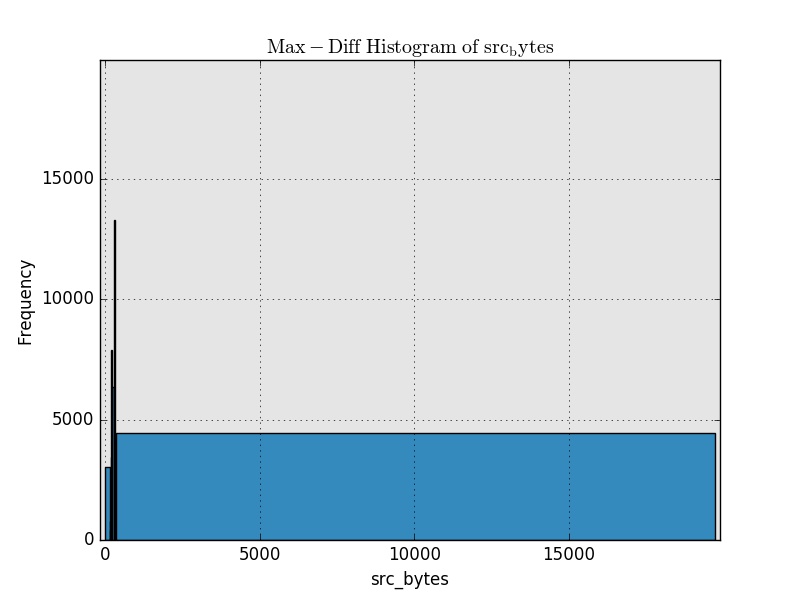 Max − Diff Histogram of src_bytes
15000
10000
5000
0
Frequency
0 5000 10000 15000
src_bytes